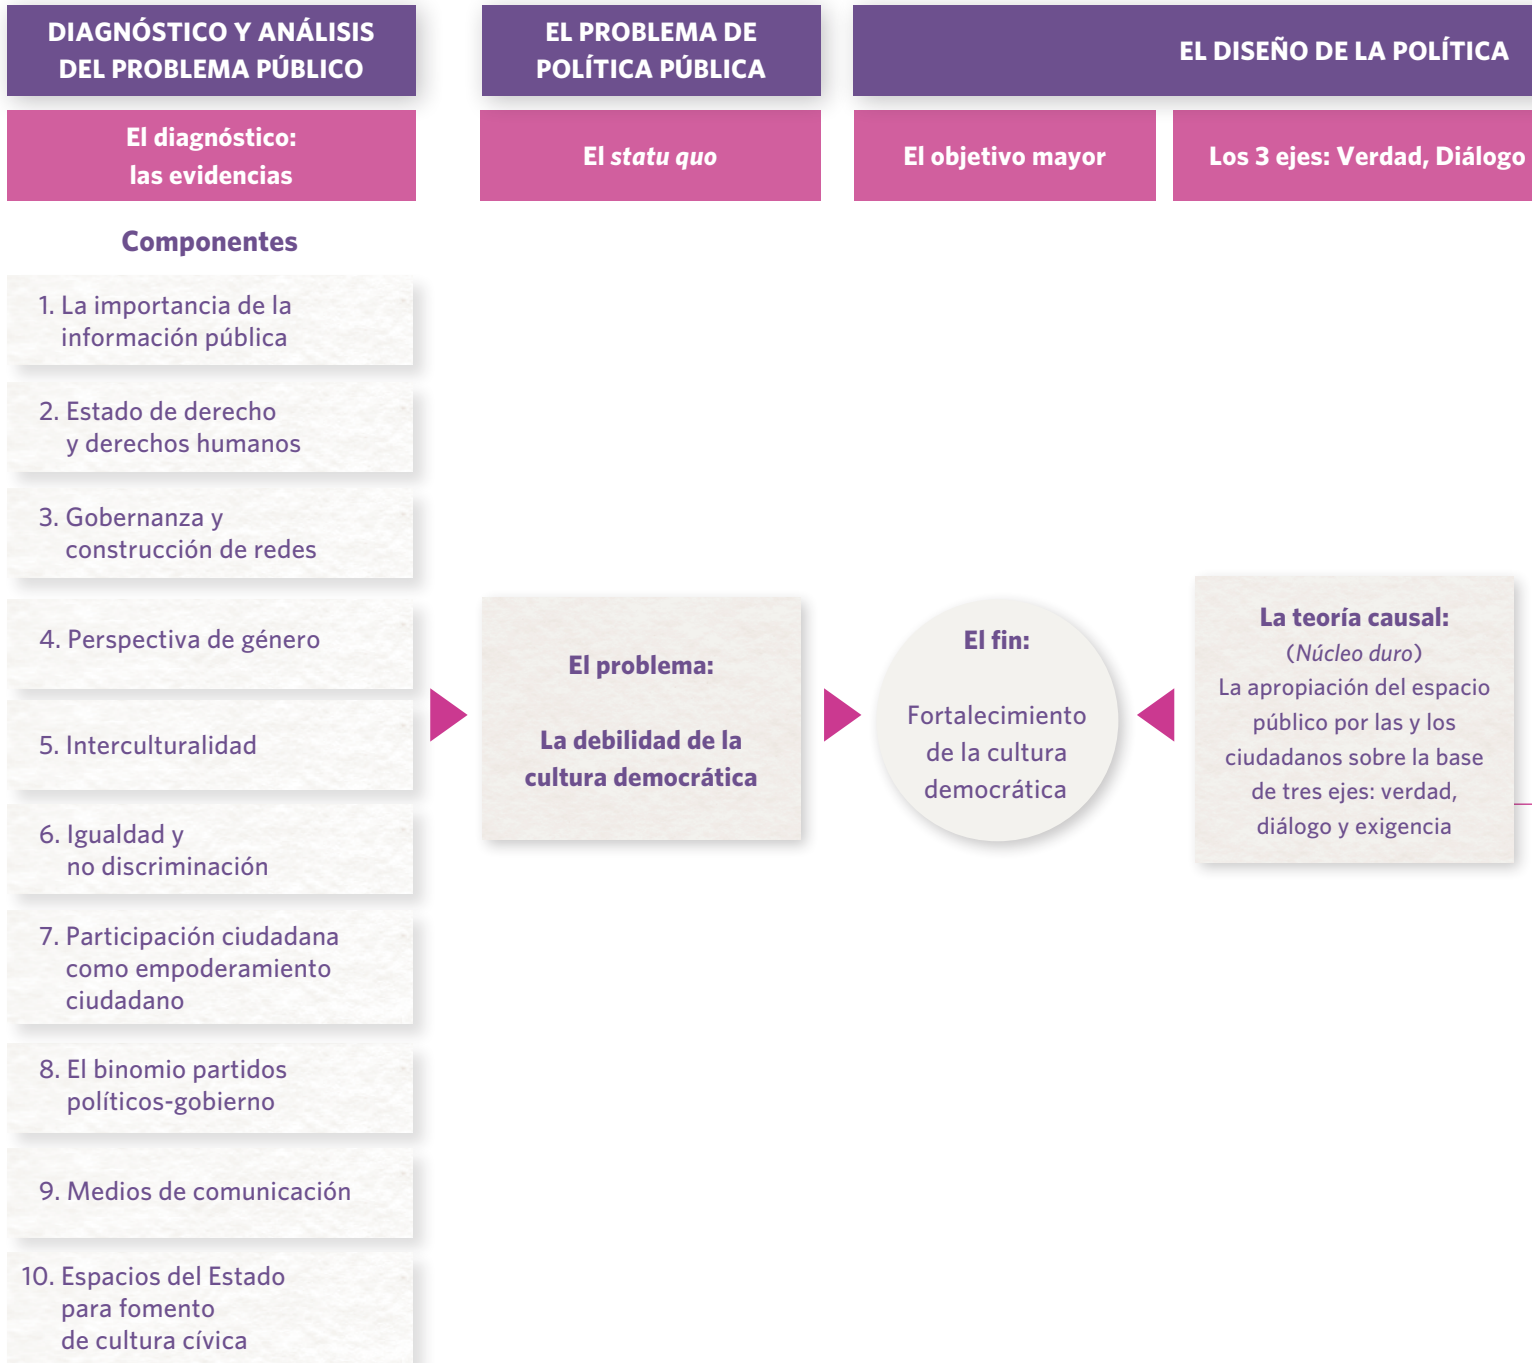 DIAGNÓSTICO Y ANÁLISIS
DEL PROBLEMA PÚBLICO
EL PROBLEMA DE
POLÍTICA PÚBLICA
EL DISEÑO DE LA POLÍTICA
El diagnóstico:
las evidencias
El statu quo
El objetivo mayor
Los 3 ejes: Verdad, Diálogo
Componentes
1. La importancia de la
información pública
2. Estado de derecho
y derechos humanos
3. Gobernanza y
construcción de redes
4. Perspectiva de género
5. Interculturalidad
6. Igualdad y
no discriminación
7. Participación ciudadana
como empoderamiento
ciudadano
8. El binomio partidos
políticos-gobierno
9. Medios de comunicación
10. Espacios del Estado
para fomento
de cultura cívica
El problema:
La debilidad de la
cultura democrática
El fin:
Fortalecimiento
de la cultura
democrática
La teoría causal:
(Núcleo duro)
La apropiación del espacio
público por las y los
ciudadanos sobre la base
de tres ejes: verdad,
diálogo y exigencia